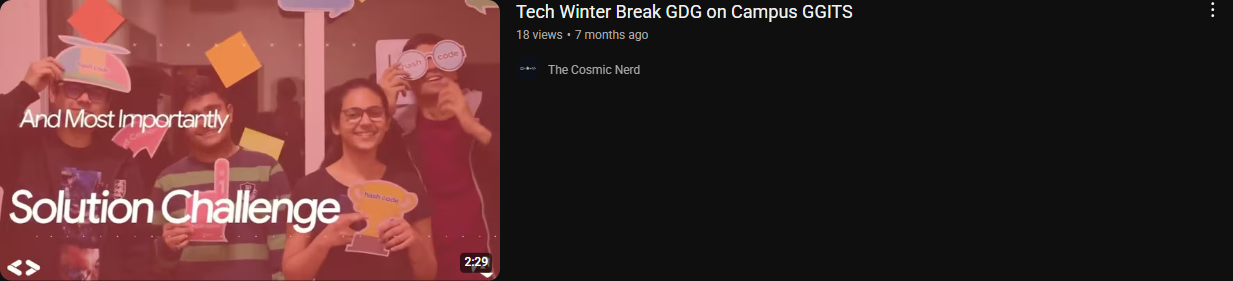 Tech Winter Break GDG on Campus GGITS
18 views • 7 months ago
The Cosmic Nerd
And Most Importantly
Solution Challenge
hash code
hash code
hash code
#1
2:29